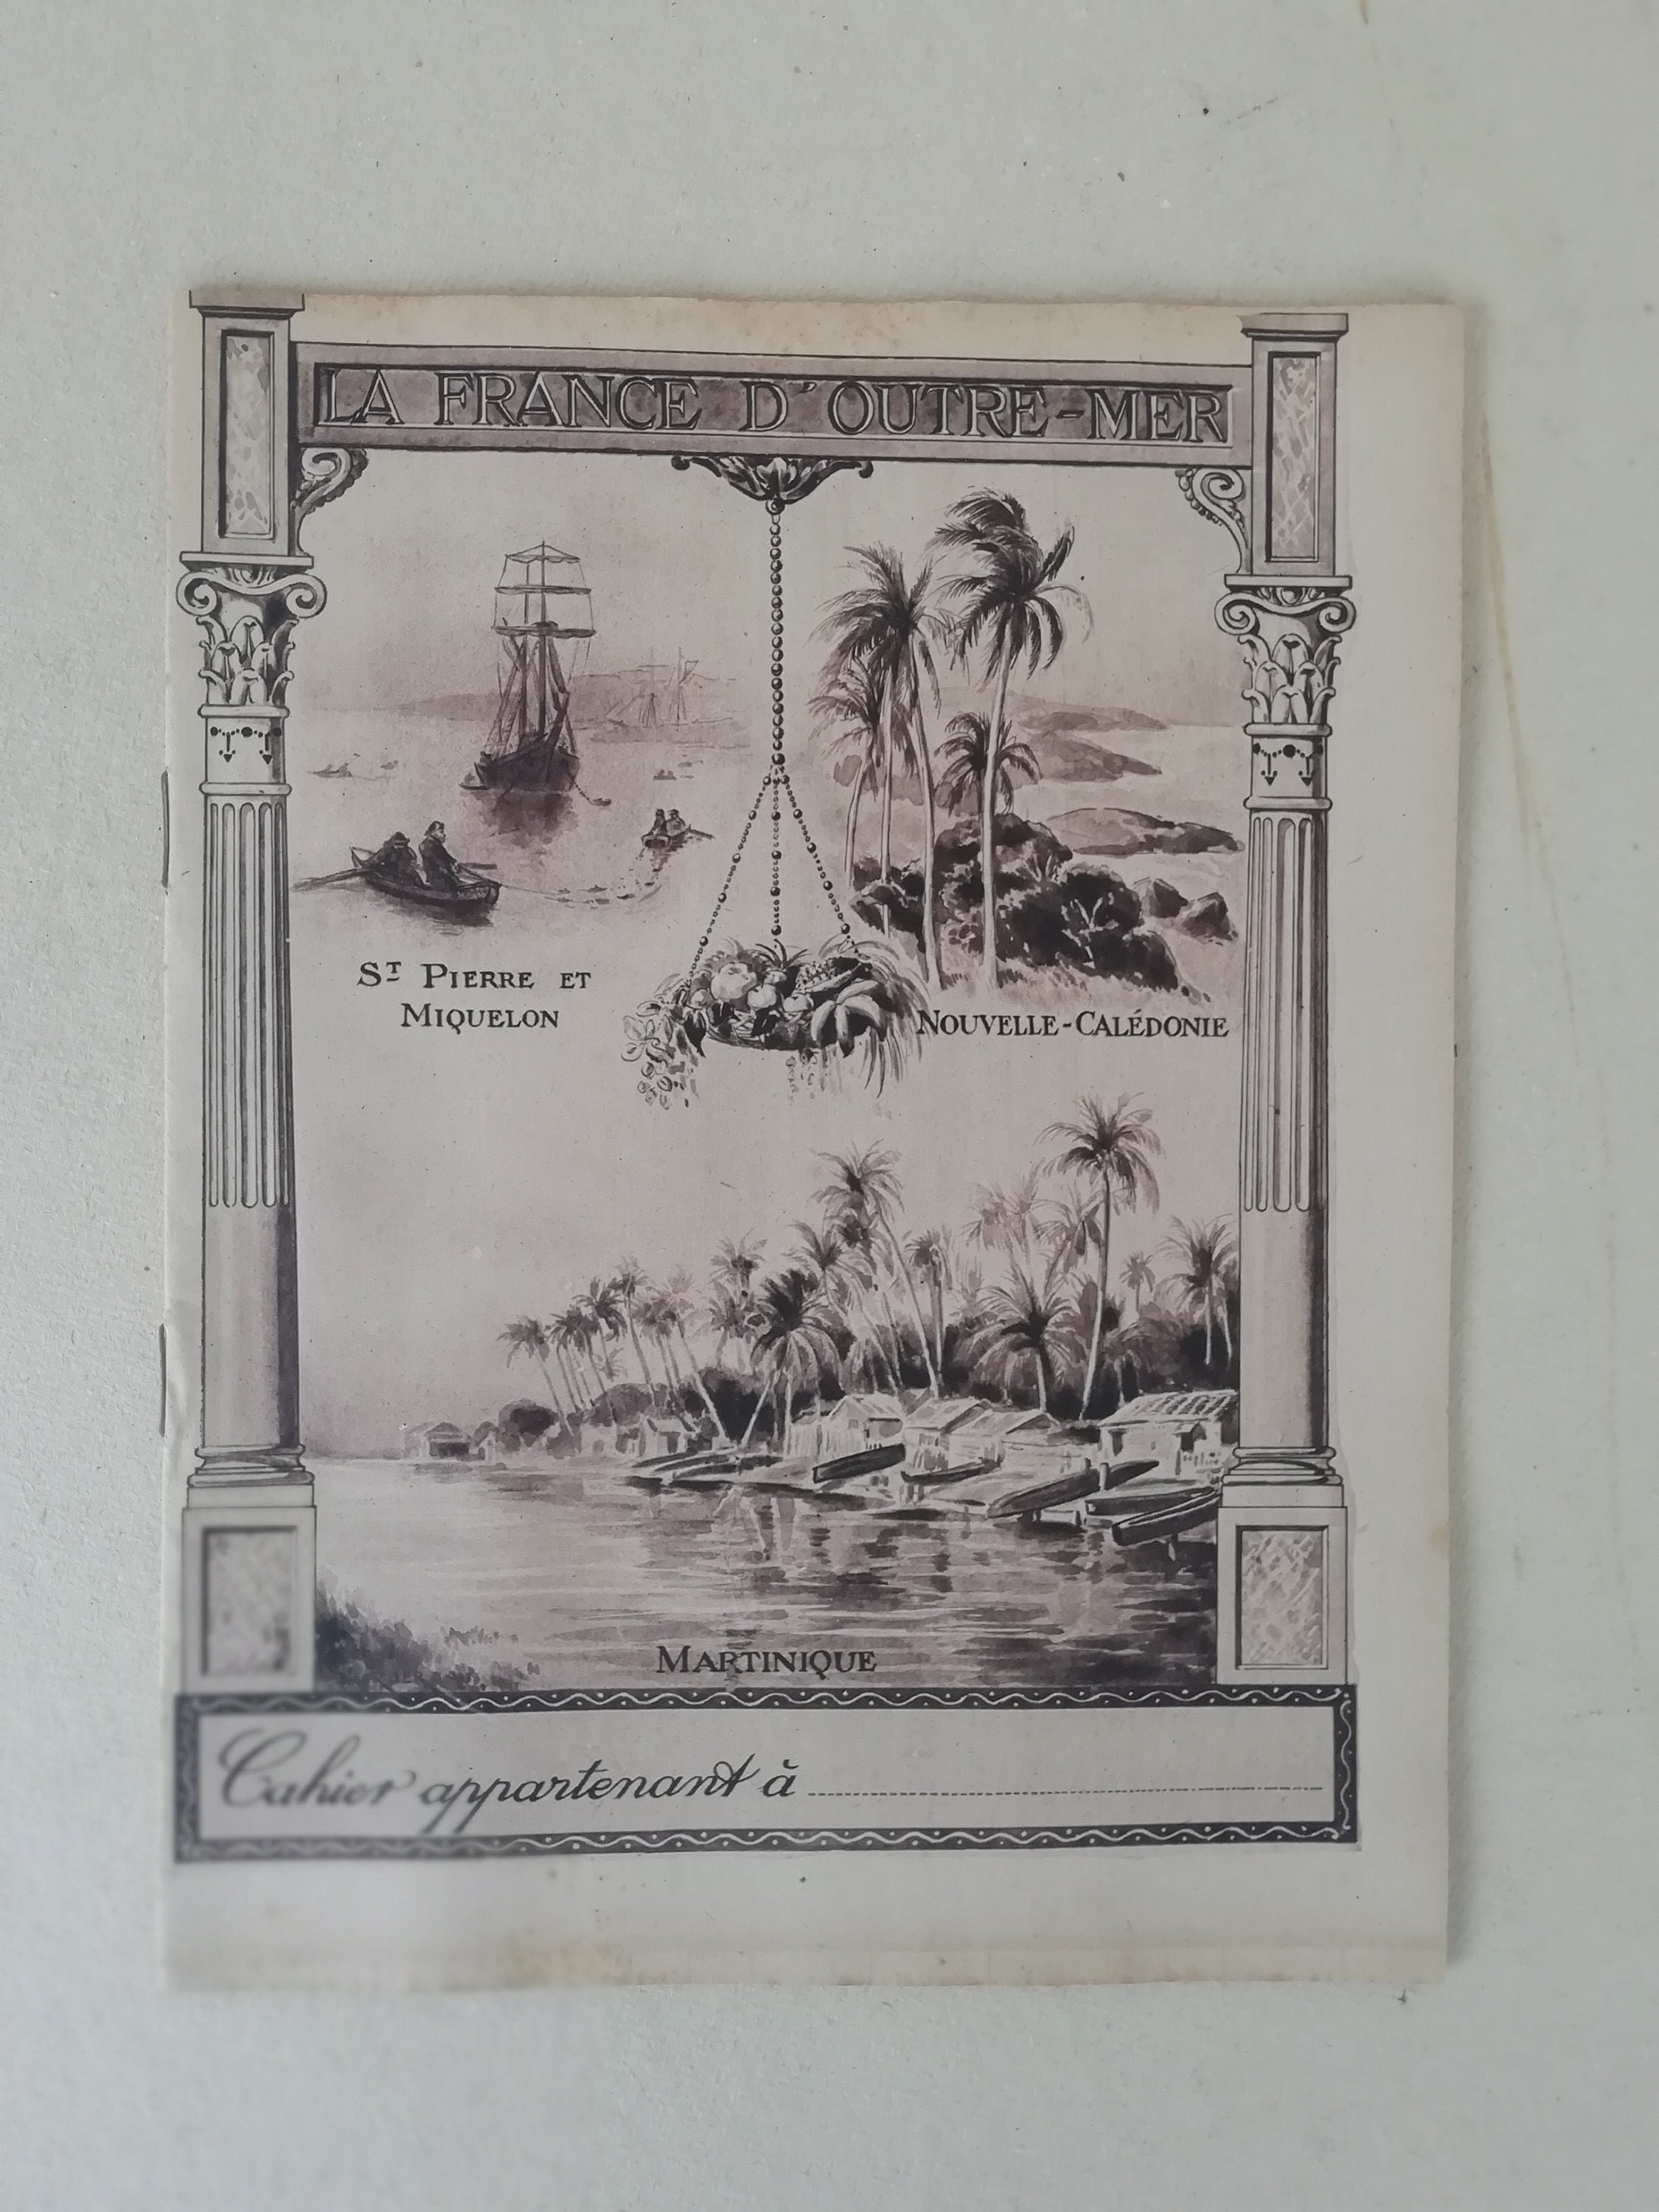 LA FRANCE D'OUTRE-MER
ST PIERRE ET
MIQUELON
NOUVELLE-CALÉDONIE
MARTINIQUE
Cahier appartenant à